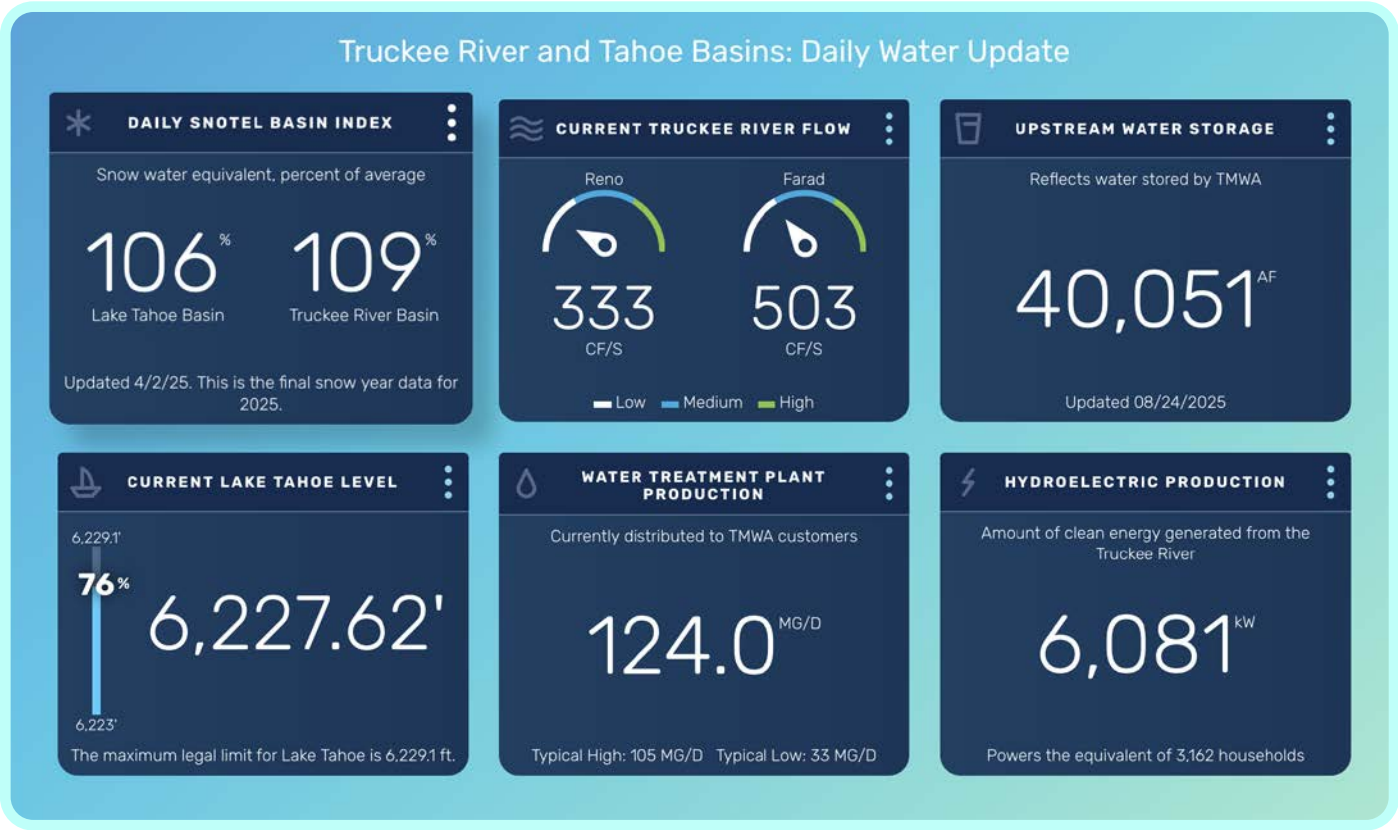 Truckee River and Tahoe Basins: Daily Water Update
DAILY SNOTEL BASIN INDEX
Snow water equivalent, percent of average
106%
109%
Lake Tahoe Basin
Truckee River Basin
Updated 4/2/25. This is the final snow year data for
2025.
CURRENT TRUCKEE RIVER FLOW
Reno
Farad
333
503
CF/S
CF/S
Low
Medium
High
UPSTREAM WATER STORAGE
Reflects water stored by TMWA
40,051 AF
Updated 08/24/2025
CURRENT LAKE TAHOE LEVEL
6,229.1'
76%
6,227.62'
6,223'
The maximum legal limit for Lake Tahoe is 6,229.1 ft.
WATER TREATMENT PLANT
PRODUCTION
Currently distributed to TMWA customers
124.0 MG/D
Typical High: 105 MG/D Typical Low: 33 MG/D
HYDROELECTRIC PRODUCTION
Amount of clean energy generated from the
Truckee River
6,081 kW
Powers the equivalent of 3,162 households